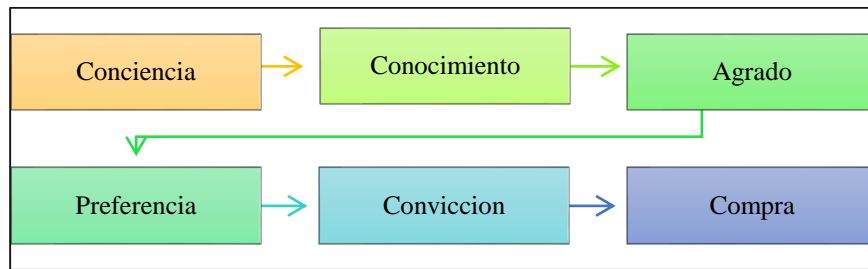 Conciencia
Conocimiento
Agrado
Preferencia
Conviccion
Compra